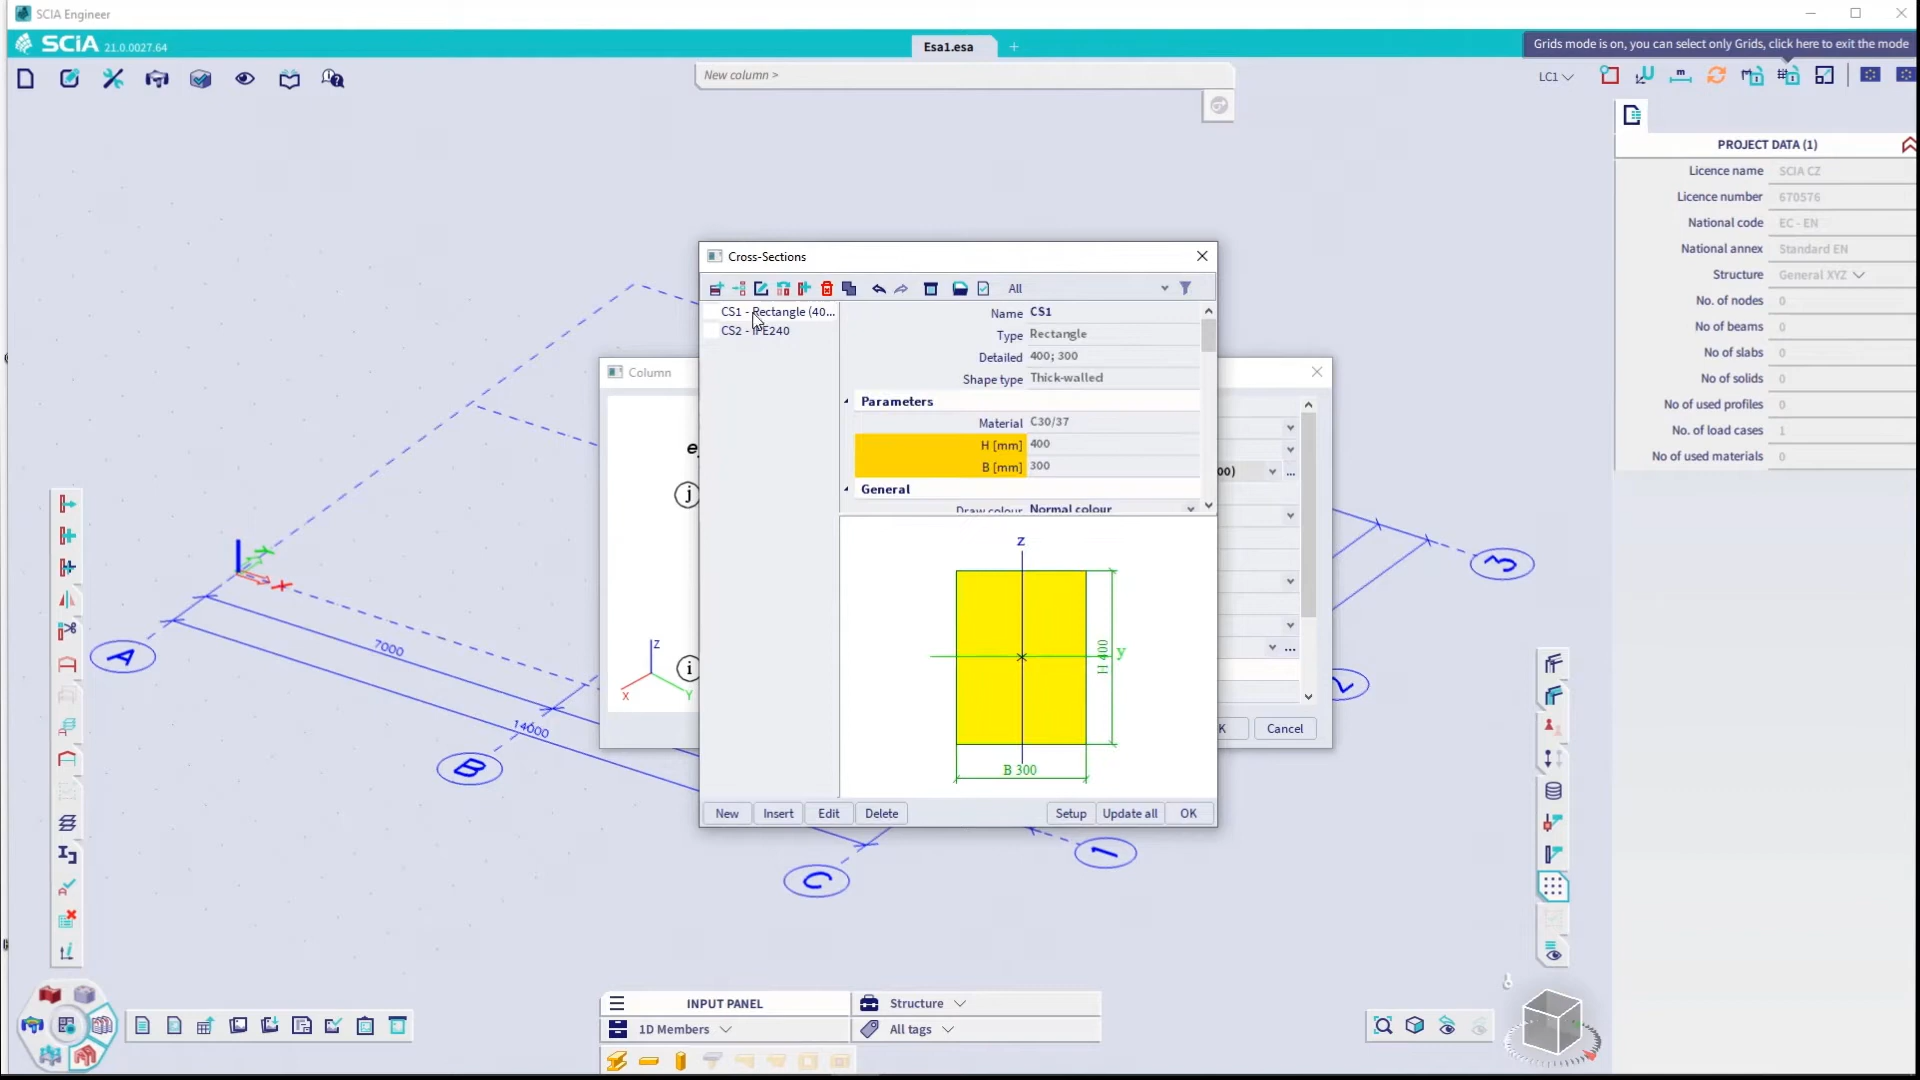 SCIA Engineer
SCiA 21.0.0027.64
Esa1.esa
+
Grids mode is on, you can select only Grids, click here to exit the mode
New column >
LC1
PROJECT DATA (1)
Licence name SCIA CZ
Licence number 670576
National code EC - EN
National annex Standard EN
Structure General XYZ
No. of nodes 0
No of beams 0
No of slabs 0
No of solids 0
No of used profiles 0
No. of load cases 1
No of used materials 0
Cross-Sections
All
CS1 - Rectangle (40...
CS2 - IPE240
Name CS1
Type Rectangle
Detailed 400; 300
Shape type Thick-walled
Parameters
Material C30/37
H [mm] 400
B [mm] 300
General
Draw colour Normal colour
z
y
H 400
B 300
New Insert Edit Delete Setup Update all OK
Column
j
i
Z
X Y
00)
...
...
K Cancel
Y
X
A
B
C
1
2
3
7000
14000
INPUT PANEL
Structure
1D Members
All tags